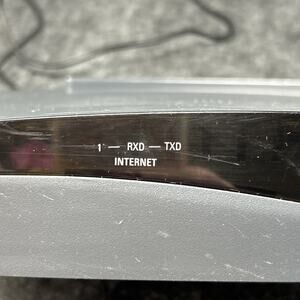 1 — RXD — TXD
INTERNET